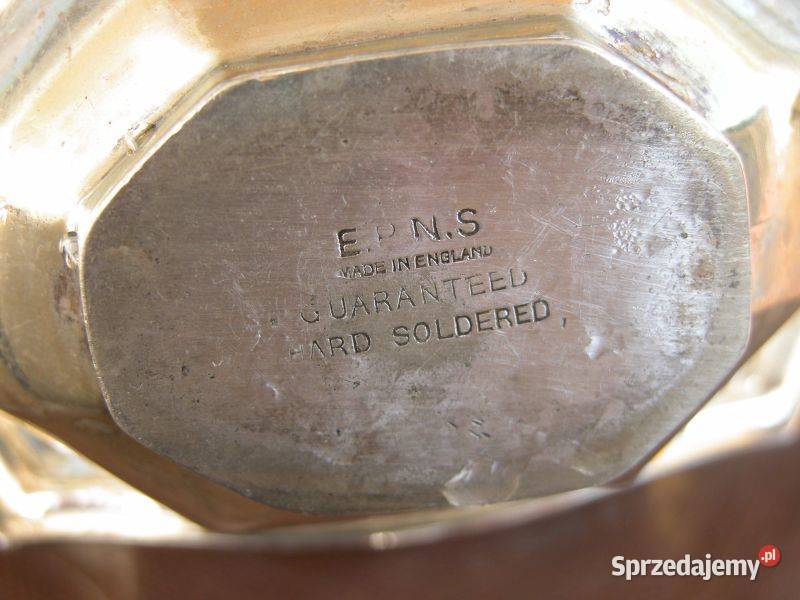 E.P.N.S
MADE IN ENGLAND
GUARANTEED
HARD SOLDERED,
Sprzedajemy.pl